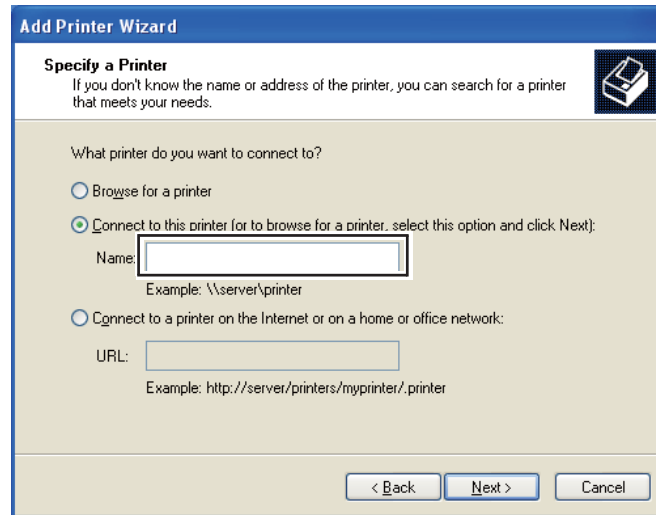 Add Printer Wizard
Specify a Printer
If you don't know the name or address of the printer, you can search for a printer
that meets your needs.
What printer do you want to connect to?
Browse for a printer
Connect to this printer (or to browse for a printer, select this option and click Next):
Name:
Example: \\server\printer
Connect to a printer on the Internet or on a home or office network:
URL:
Example: http://server/printers/myprinter/.printer
< Back Next > Cancel